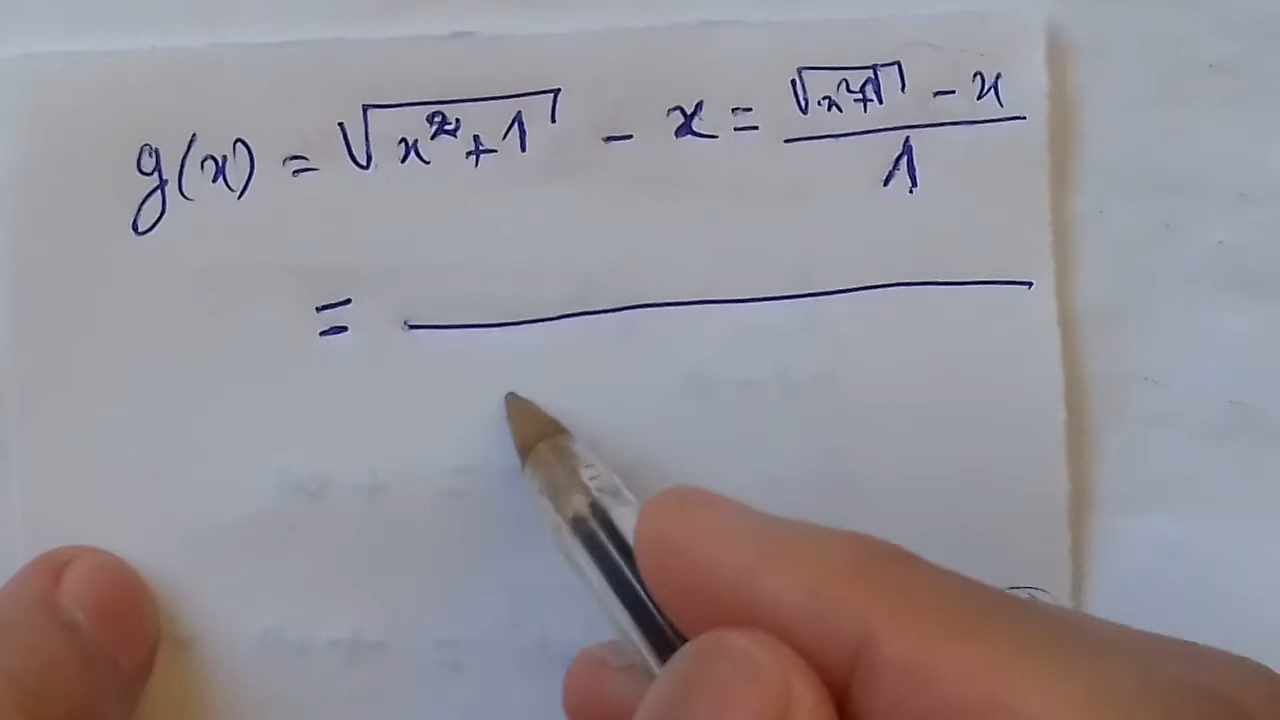 g(x) = √(x²+1) - x = (√(x²+1) - x)/1
=